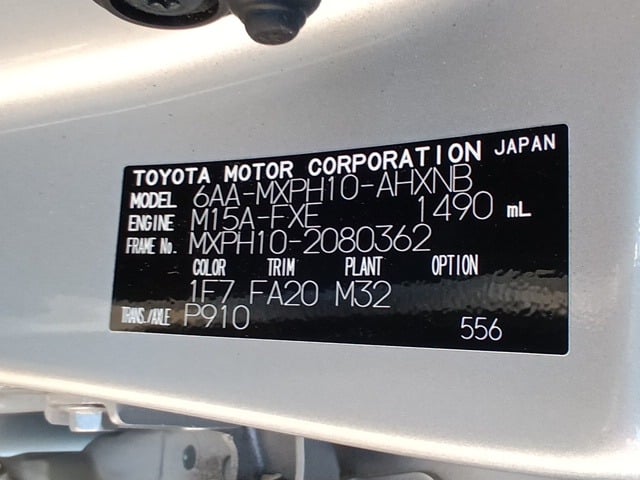 TOYOTA MOTOR CORPORATION JAPAN
MODEL 6AA-MXPH10-AHXNB
ENGINE M15A-FXE 1490 mL
FRAME No. MXPH10-2080362
COLOR TRIM PLANT OPTION
1F7 FA20 M32
TRANS./AXLE P910
556